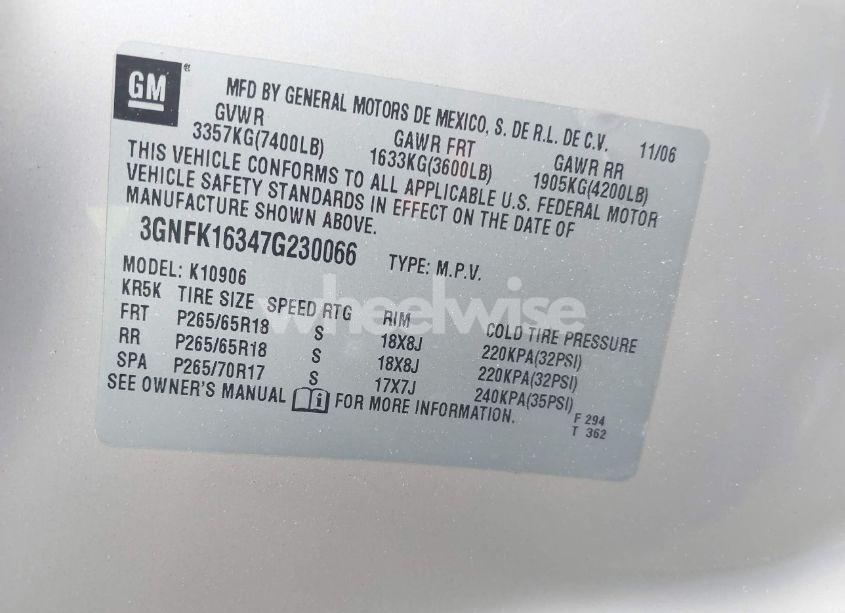 GM
MFD BY GENERAL MOTORS DE MEXICO, S. DE R.L. DE C.V. 11/06
GVWR GAWR FRT GAWR RR
3357KG(7400LB) 1633KG(3600LB) 1905KG(4200LB)
THIS VEHICLE CONFORMS TO ALL APPLICABLE U.S. FEDERAL MOTOR
VEHICLE SAFETY STANDARDS IN EFFECT ON THE DATE OF
MANUFACTURE SHOWN ABOVE.
3GNFK16347G230066 TYPE: M.P.V.
MODEL: K10906
KR5K TIRE SIZE SPEED RTG RIM COLD TIRE PRESSURE
FRT P265/65R18 S 18X8J 220KPA(32PSI)
RR P265/65R18 S 18X8J 220KPA(32PSI)
SPA P265/70R17 S 17X7J 240KPA(35PSI)
SEE OWNER'S MANUAL FOR MORE INFORMATION.
F 294
T 362
wheelwise